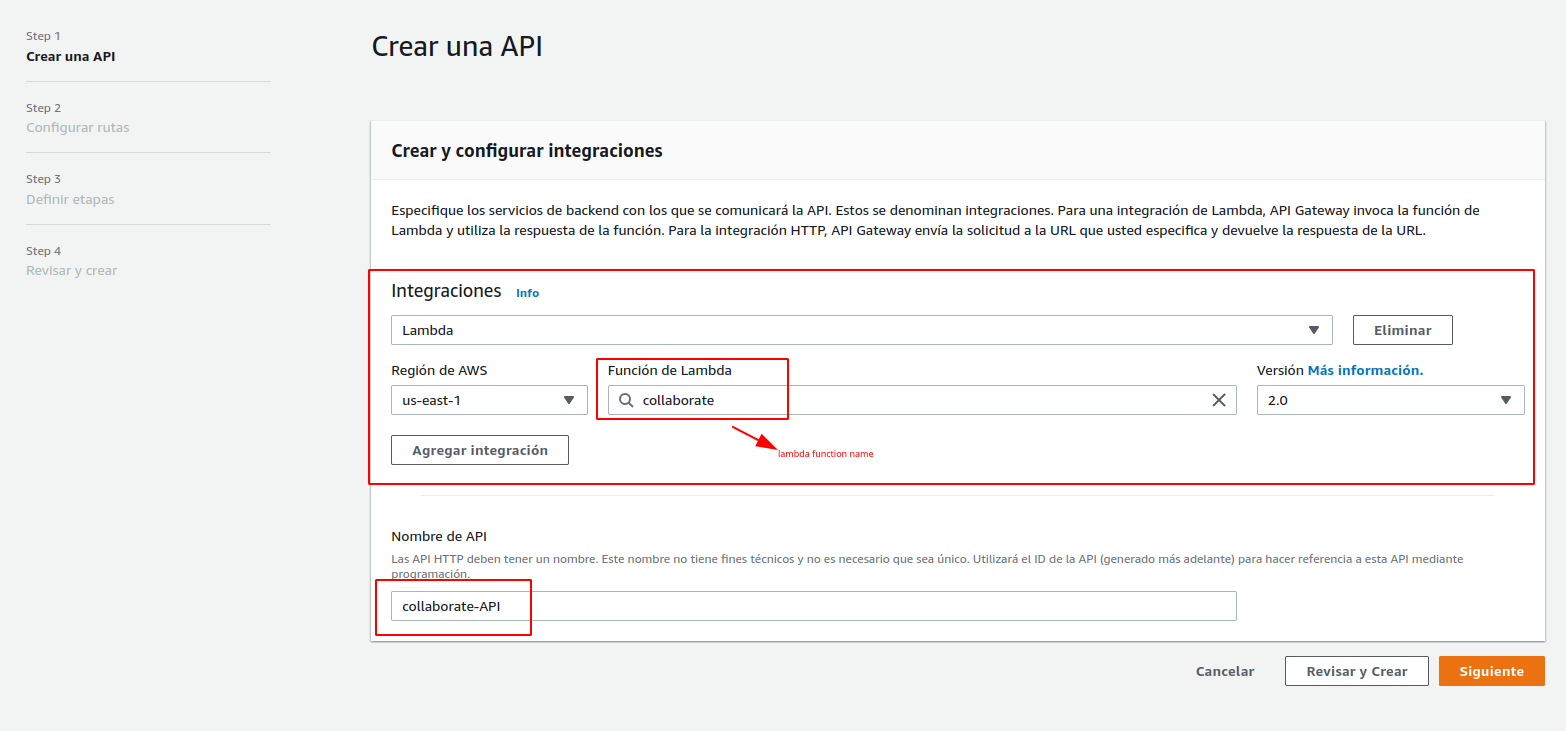 Step 1
Crear una API
Step 2
Configurar rutas
Step 3
Definir etapas
Step 4
Revisar y crear
Crear una API
Crear y configurar integraciones
Especifique los servicios de backend con los que se comunicará la API. Estos se denominan integraciones. Para una integración de Lambda, API Gateway invoca la función de
Lambda y utiliza la respuesta de la función. Para la integración HTTP, API Gateway envía la solicitud a la URL que usted especifica y devuelve la respuesta de la URL.
Integraciones Info
Lambda
Eliminar
Región de AWS
Función de Lambda
Versión Más información.
us-east-1
collaborate
2.0
Agregar integración
lambda function name
Nombre de API
Las API HTTP deben tener un nombre. Este nombre no tiene fines técnicos y no es necesario que sea único. Utilizará el ID de la API (generado más adelante) para hacer referencia a esta API mediante
programación.
collaborate-API
Cancelar
Revisar y Crear
Siguiente